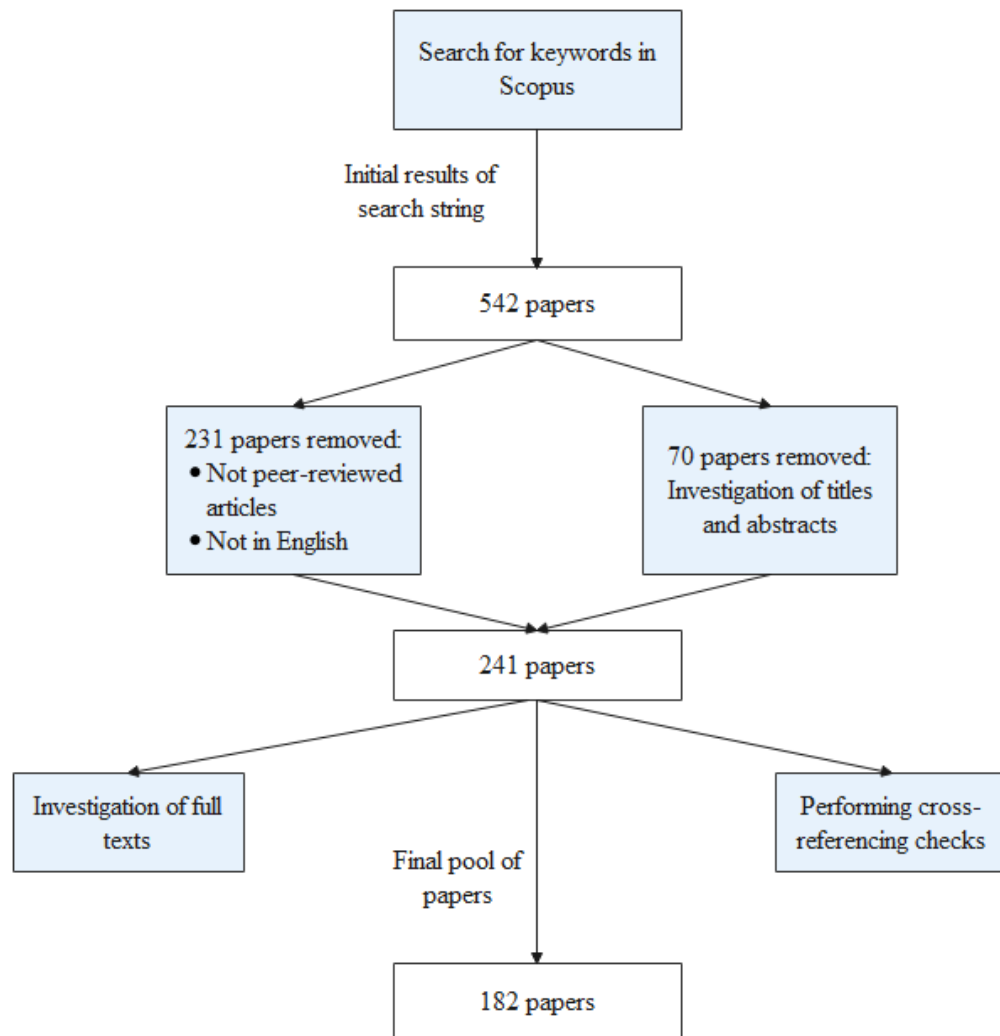 Search for keywords in
Scopus
Initial results of
search string
542 papers
231 papers removed:
• Not peer-reviewed
articles
• Not in English
70 papers removed:
Investigation of titles
and abstracts
241 papers
Investigation of full
texts
Performing cross-
referencing checks
Final pool of
papers
182 papers